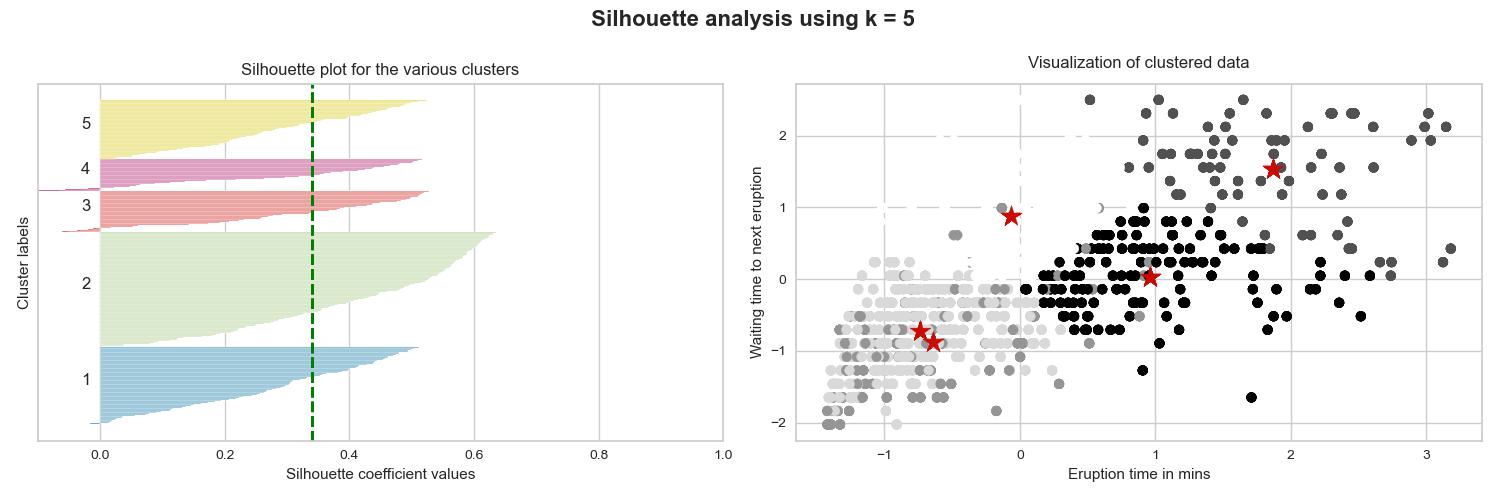 Silhouette analysis using k = 5
Silhouette plot for the various clusters
Cluster labels
5
4
3
2
1
0.0 0.2 0.4 0.6 0.8 1.0
Silhouette coefficient values
Visualization of clustered data
Waiting time to next eruption
2
1
0
−1
−2
−1 0 1 2 3
Eruption time in mins